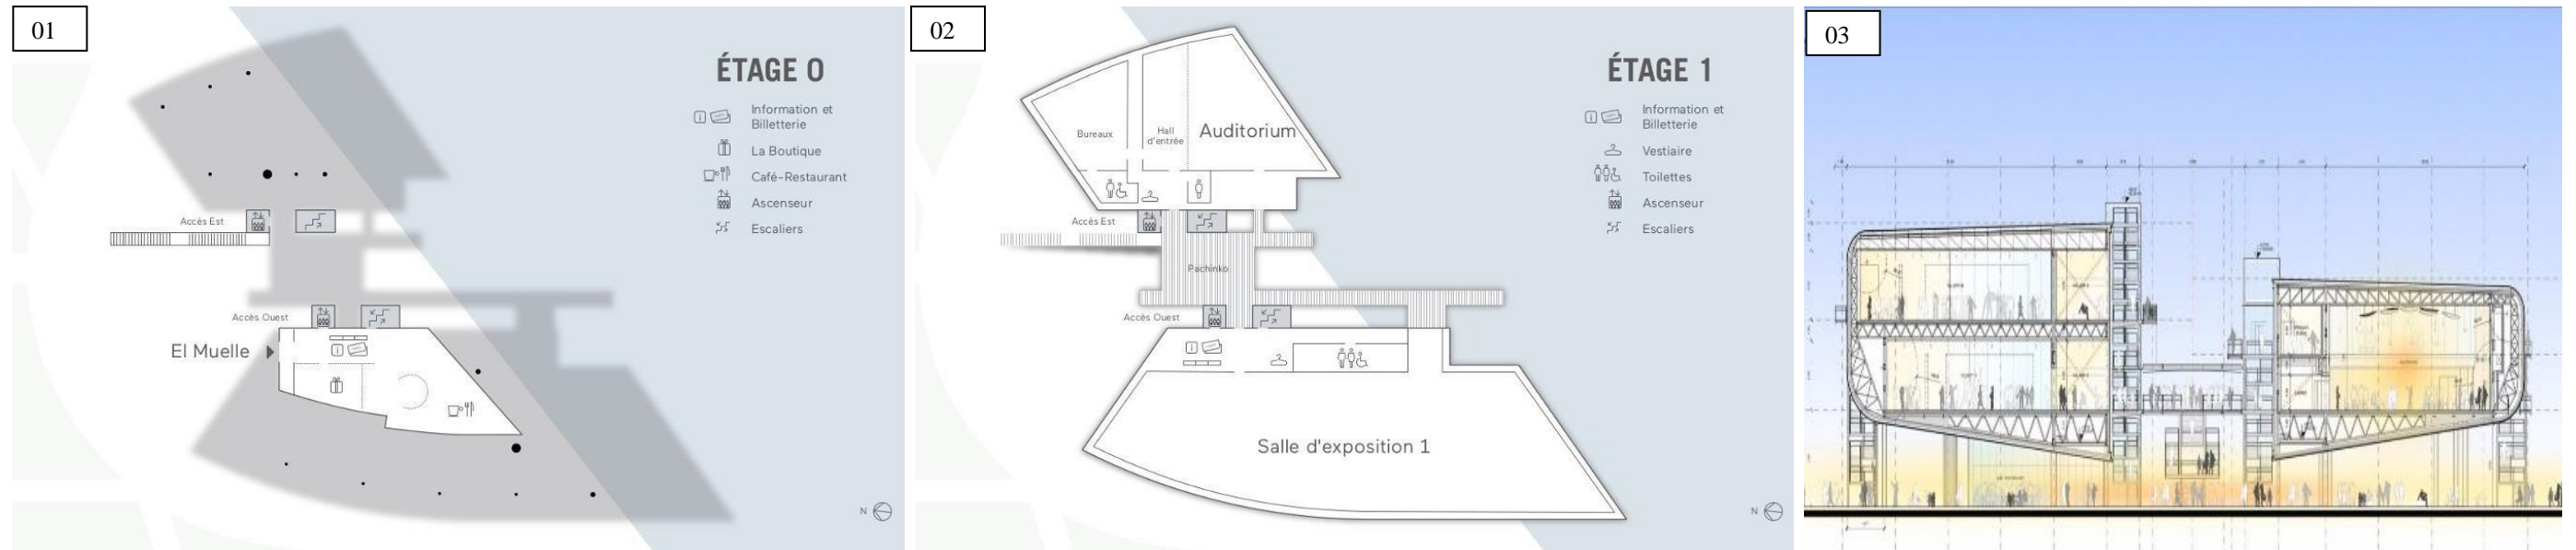 01
ÉTAGE 0
Information et
Billetterie
La Boutique
Café-Restaurant
Ascenseur
Escaliers
Accès Est
Accès Ouest
El Muelle
N
02
ÉTAGE 1
Information et
Billetterie
Vestiaire
Toilettes
Ascenseur
Escaliers
Bureaux
Hall
d'entrée
Auditorium
Accès Est
Pachinko
Accès Ouest
Salle d'exposition 1
N
03